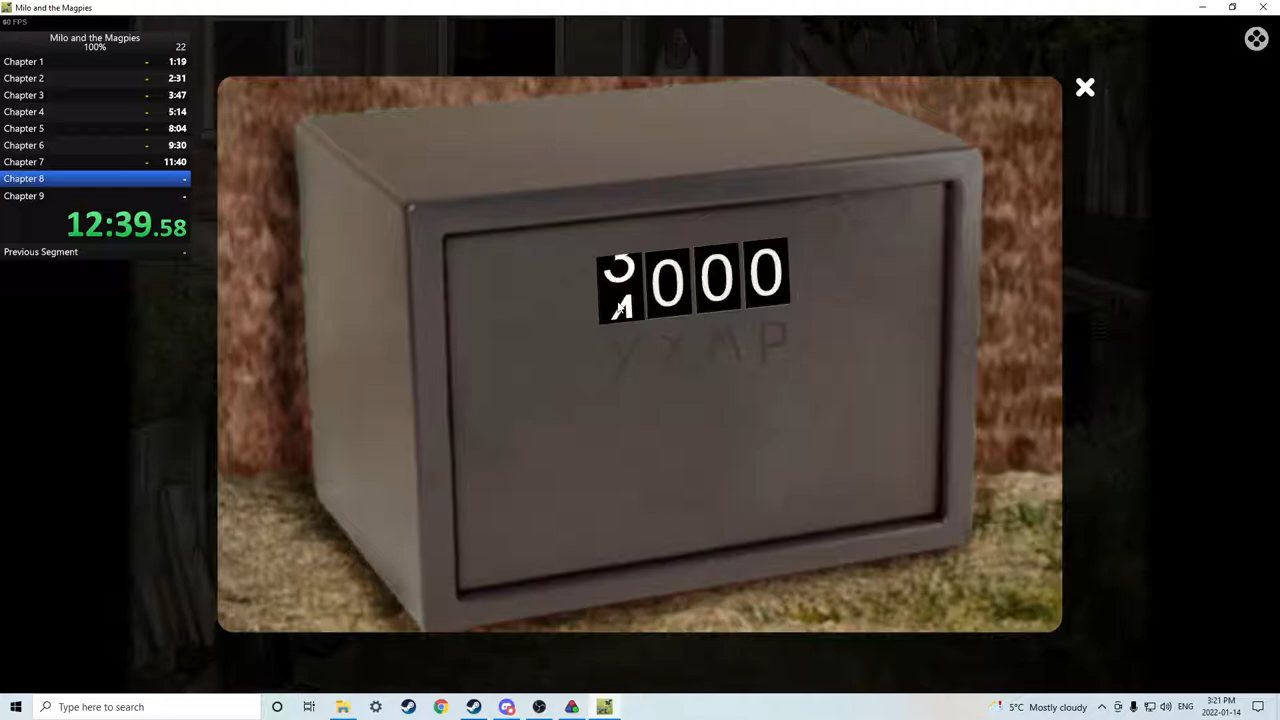 Milo and the Magpies
60 FPS
Milo and the Magpies
100% 22
Chapter 1 - 1:19
Chapter 2 - 2:31
Chapter 3 - 3:47
Chapter 4 - 5:14
Chapter 5 - 8:04
Chapter 6 - 9:30
Chapter 7 - 11:40
Chapter 8 -
Chapter 9 -
12:39.58
Previous Segment -
000
Type here to search
5°C Mostly cloudy
ENG
3:21 PM
2022-01-14